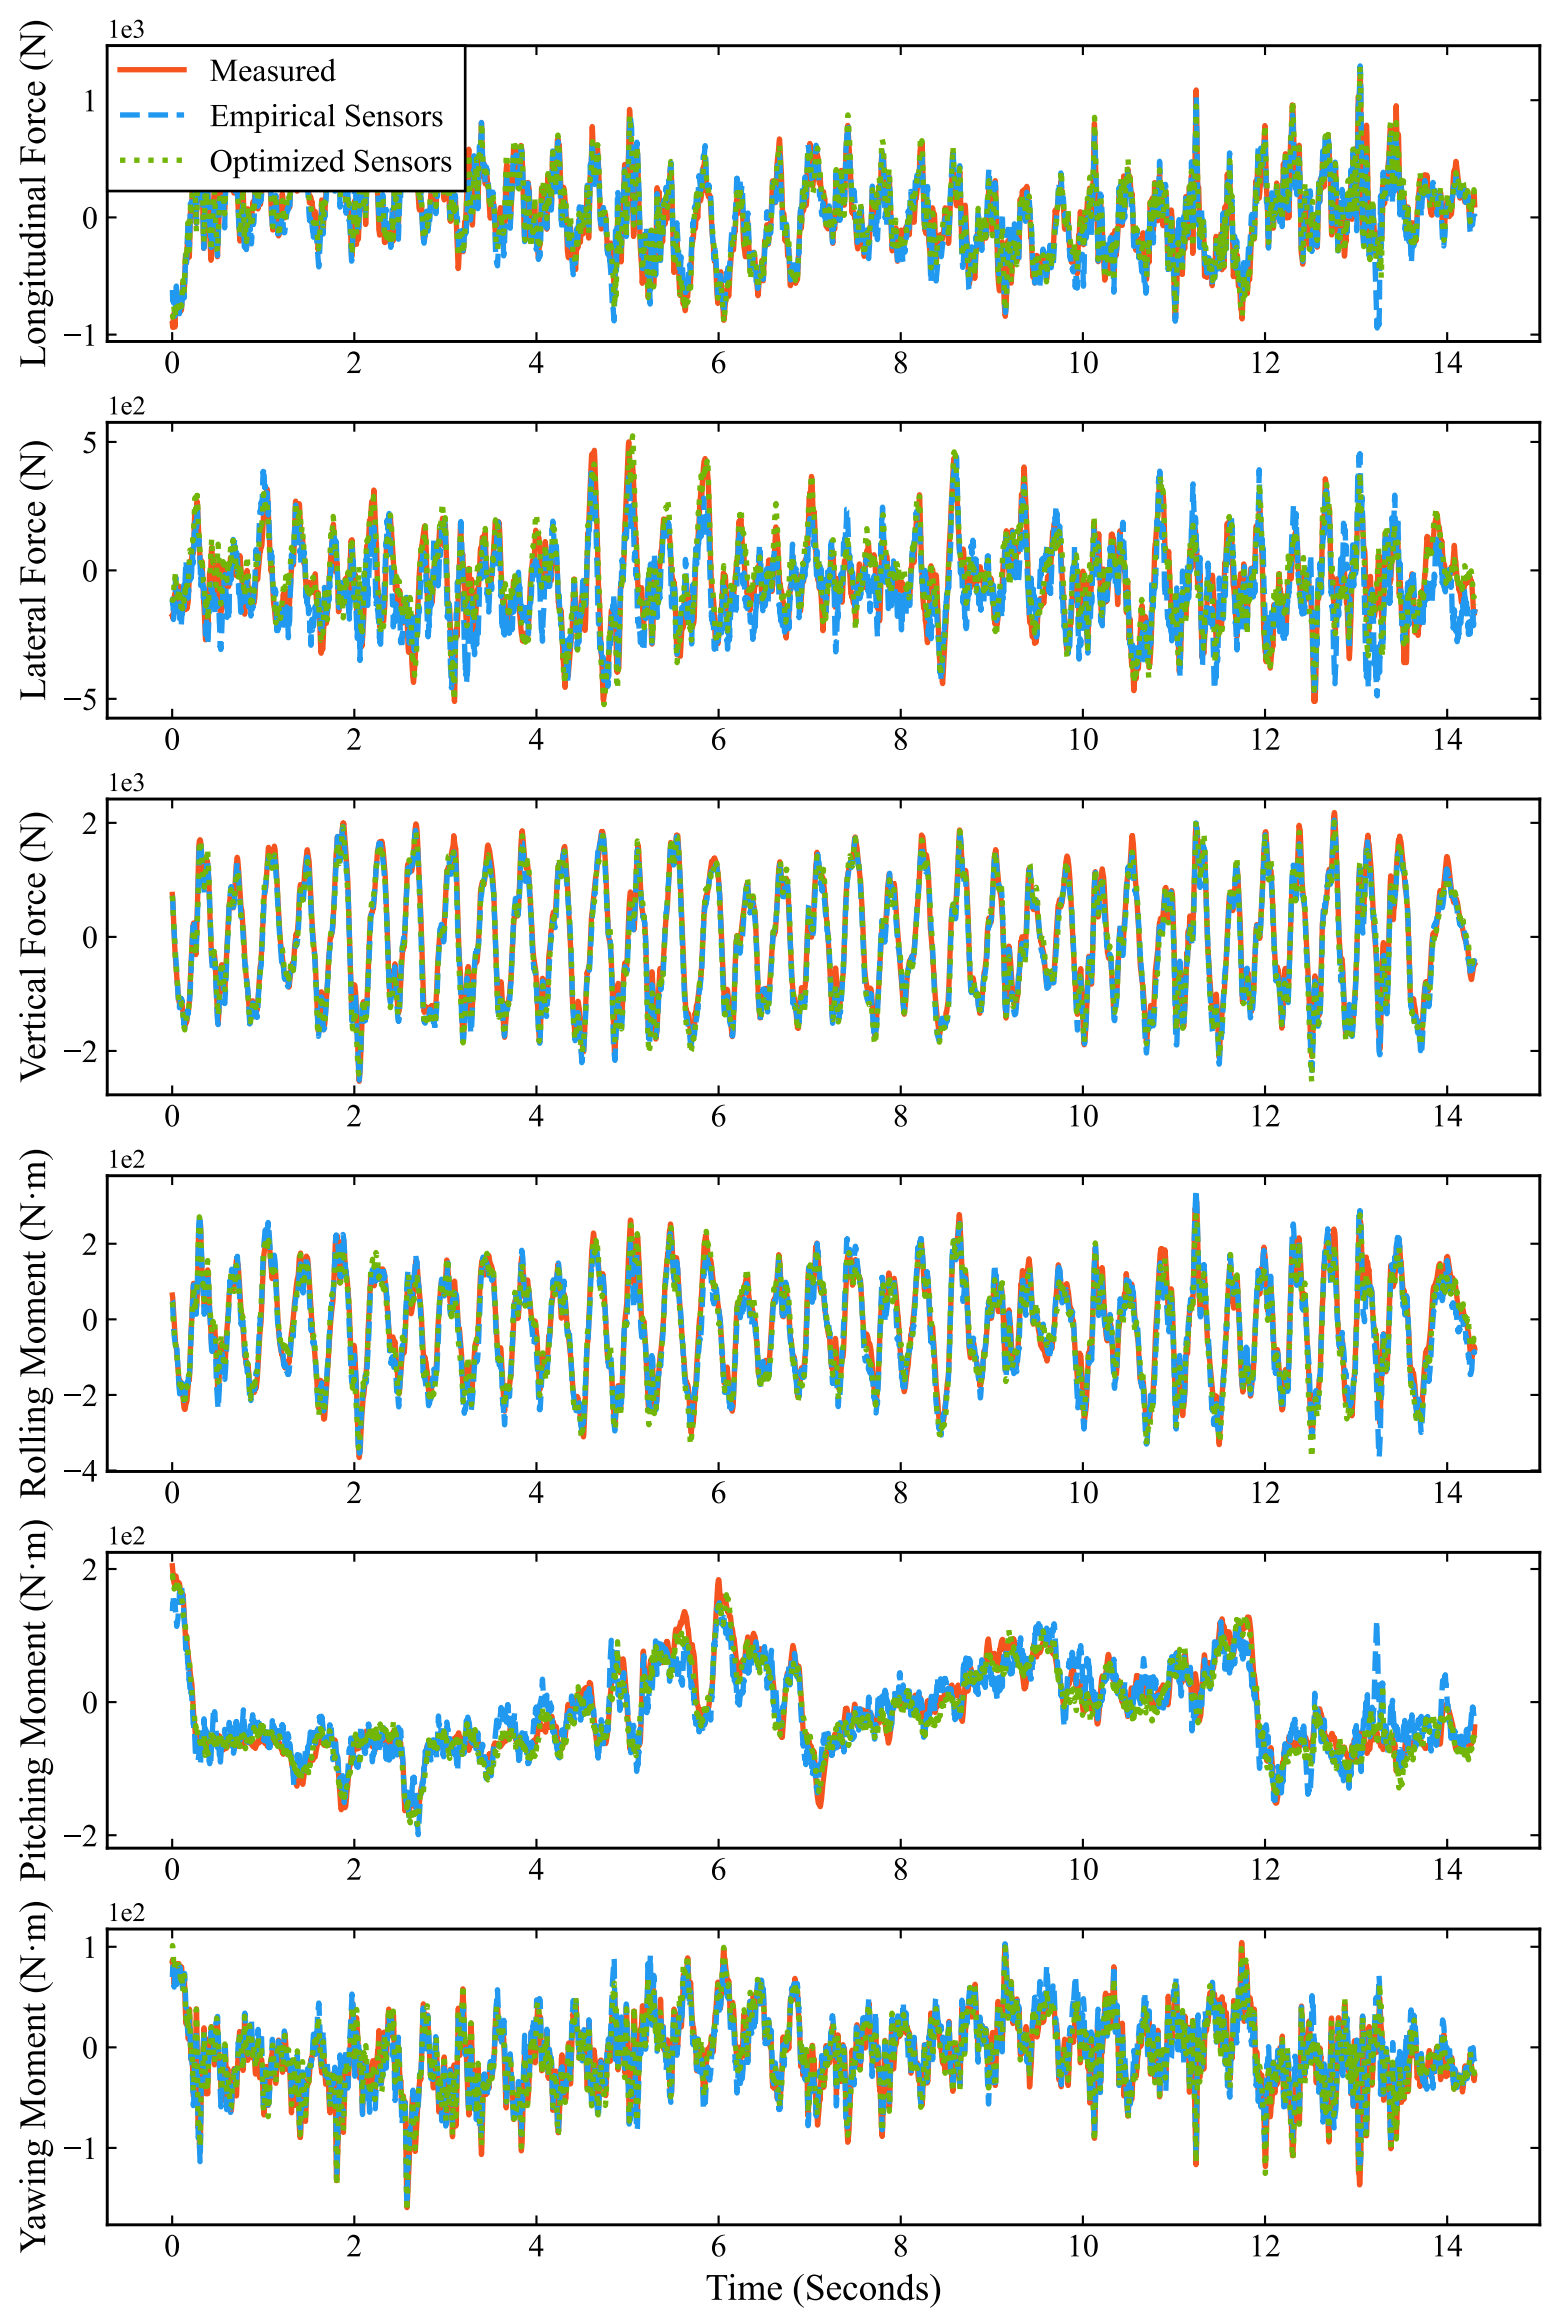 1e3
Longitudinal Force (N)
Measured
Empirical Sensors
Optimized Sensors
1
0
−1
0 2 4 6 8 10 12 14
1e2
Lateral Force (N)
5
0
−5
0 2 4 6 8 10 12 14
1e3
Vertical Force (N)
2
0
−2
0 2 4 6 8 10 12 14
1e2
Rolling Moment (N·m)
2
0
−2
−4
0 2 4 6 8 10 12 14
1e2
Pitching Moment (N·m)
2
0
−2
0 2 4 6 8 10 12 14
1e2
Yawing Moment (N·m)
1
0
−1
0 2 4 6 8 10 12 14
Time (Seconds)